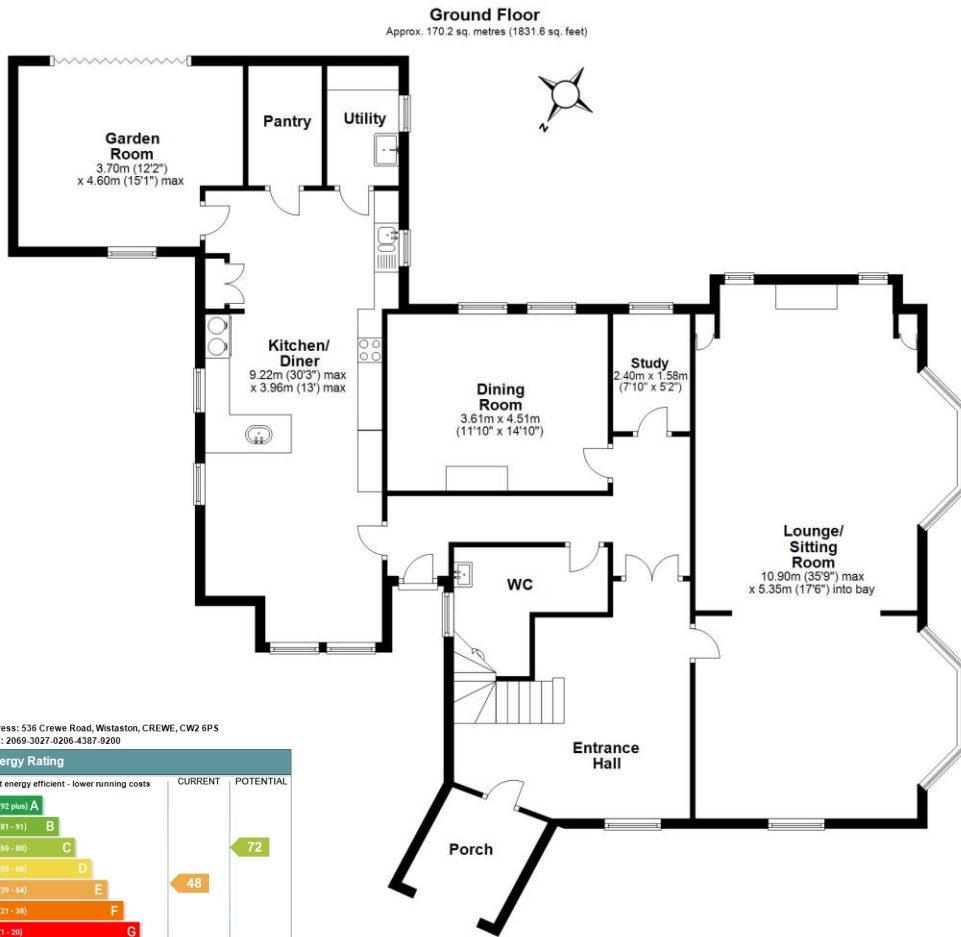 Ground Floor
Approx. 170.2 sq. metres (1831.6 sq. feet)
N
Garden
Room
3.70m (12'2")
x 4.60m (15'1") max
Pantry
Utility
Kitchen/
Diner
9.22m (30'3") max
x 3.96m (13') max
Dining
Room
3.61m x 4.51m
(11'10" x 14'10")
Study
2.40m x 1.58m
(7'10" x 5'2")
Lounge/
Sitting
Room
10.90m (35'9") max
x 5.35m (17'6") into bay
WC
Entrance
Hall
Porch
ress: 536 Crewe Road, Wistaston, CREWE, CW2 6PS
: 2069-3027-0206-4387-9200
ergy Rating
t energy efficient - lower running costs
CURRENT
POTENTIAL
92 plus) A
81 - 91) B
69 - 80) C
72
55 - 68) D
39 - 54) E
48
21 - 38) F
1 - 20) G